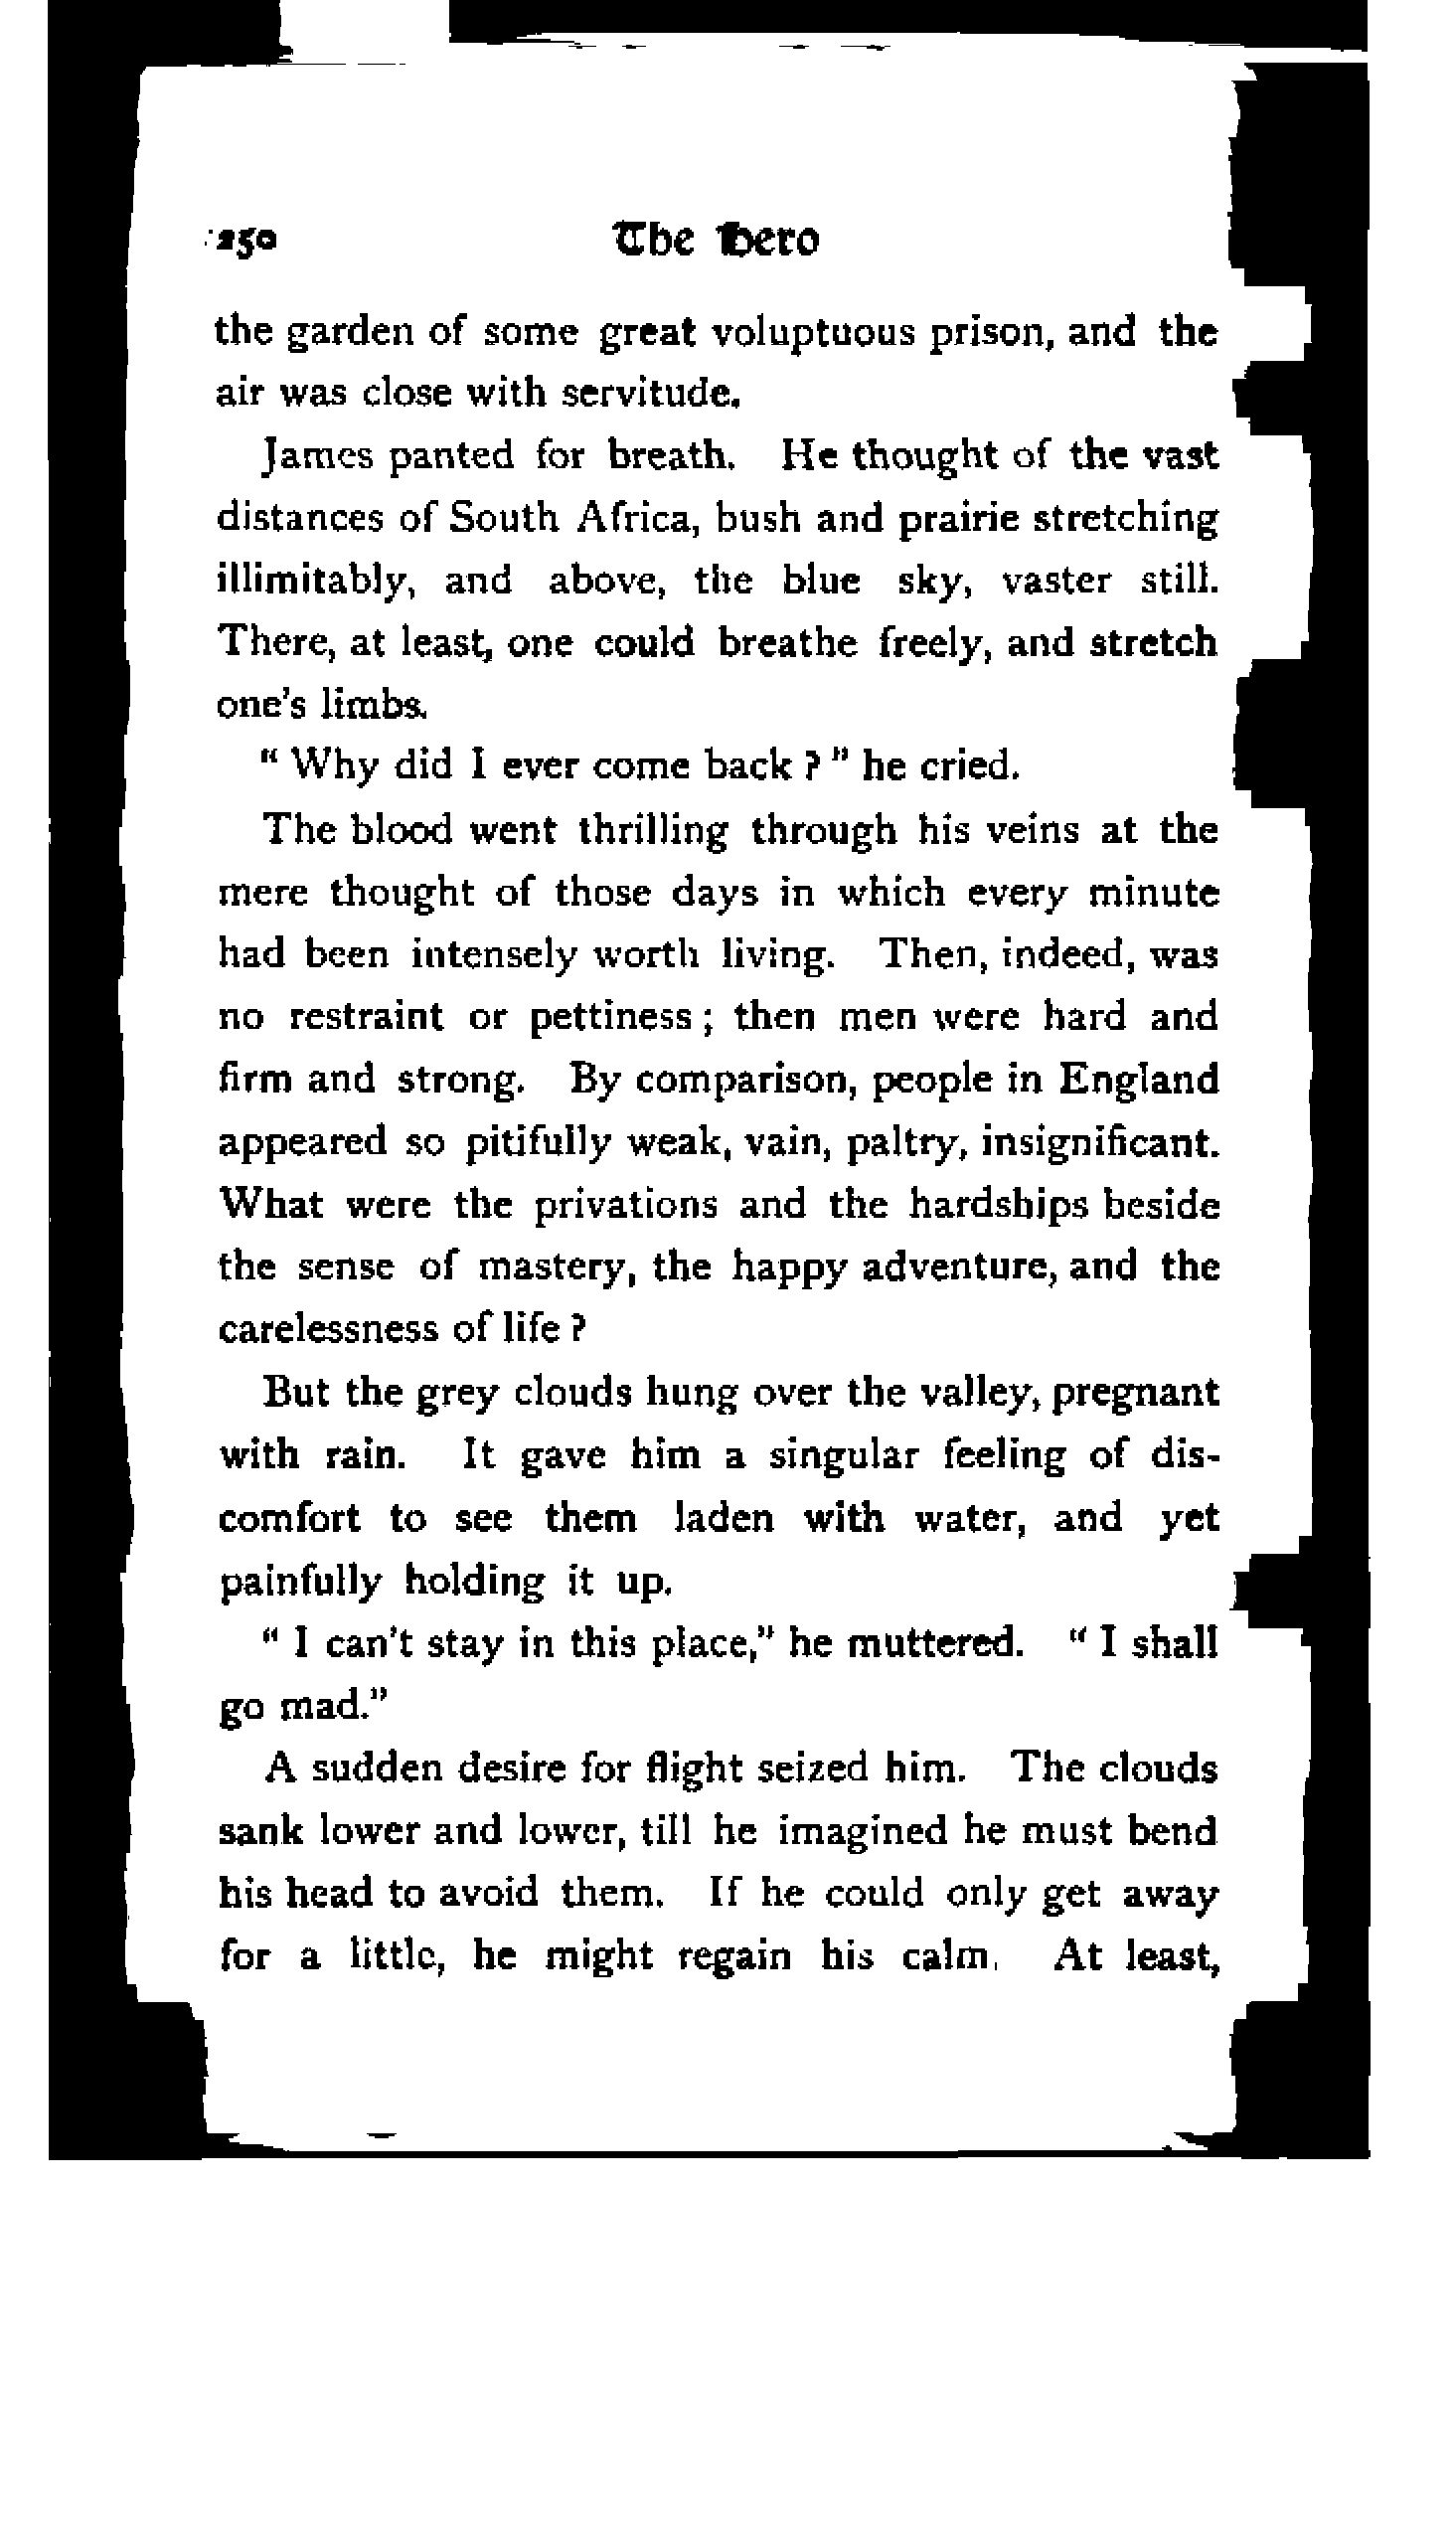 250 The Hero
the garden of some great voluptuous prison, and the
air was close with servitude.
James panted for breath. He thought of the vast
distances of South Africa, bush and prairie stretching
illimitably, and above, the blue sky, vaster still.
There, at least, one could breathe freely, and stretch
one's limbs.
" Why did I ever come back ? " he cried.
The blood went thrilling through his veins at the
mere thought of those days in which every minute
had been intensely worth living. Then, indeed, was
no restraint or pettiness ; then men were hard and
firm and strong. By comparison, people in England
appeared so pitifully weak, vain, paltry, insignificant.
What were the privations and the hardships beside
the sense of mastery, the happy adventure, and the
carelessness of life ?
But the grey clouds hung over the valley, pregnant
with rain. It gave him a singular feeling of dis-
comfort to see them laden with water, and yet
painfully holding it up.
" I can't stay in this place," he muttered. " I shall
go mad."
A sudden desire for flight seized him. The clouds
sank lower and lower, till he imagined he must bend
his head to avoid them. If he could only get away
for a little, he might regain his calm. At least,